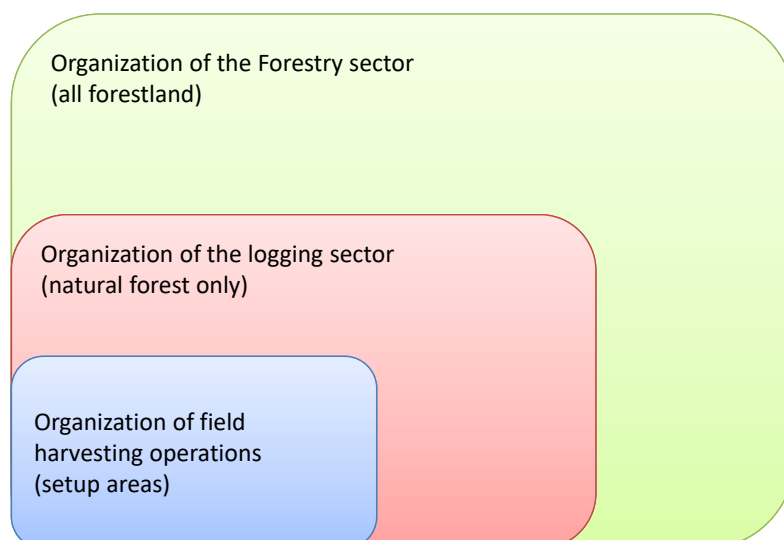 Organization of the Forestry sector
(all forestland)
Organization of the logging sector
(natural forest only)
Organization of field
harvesting operations
(setup areas)